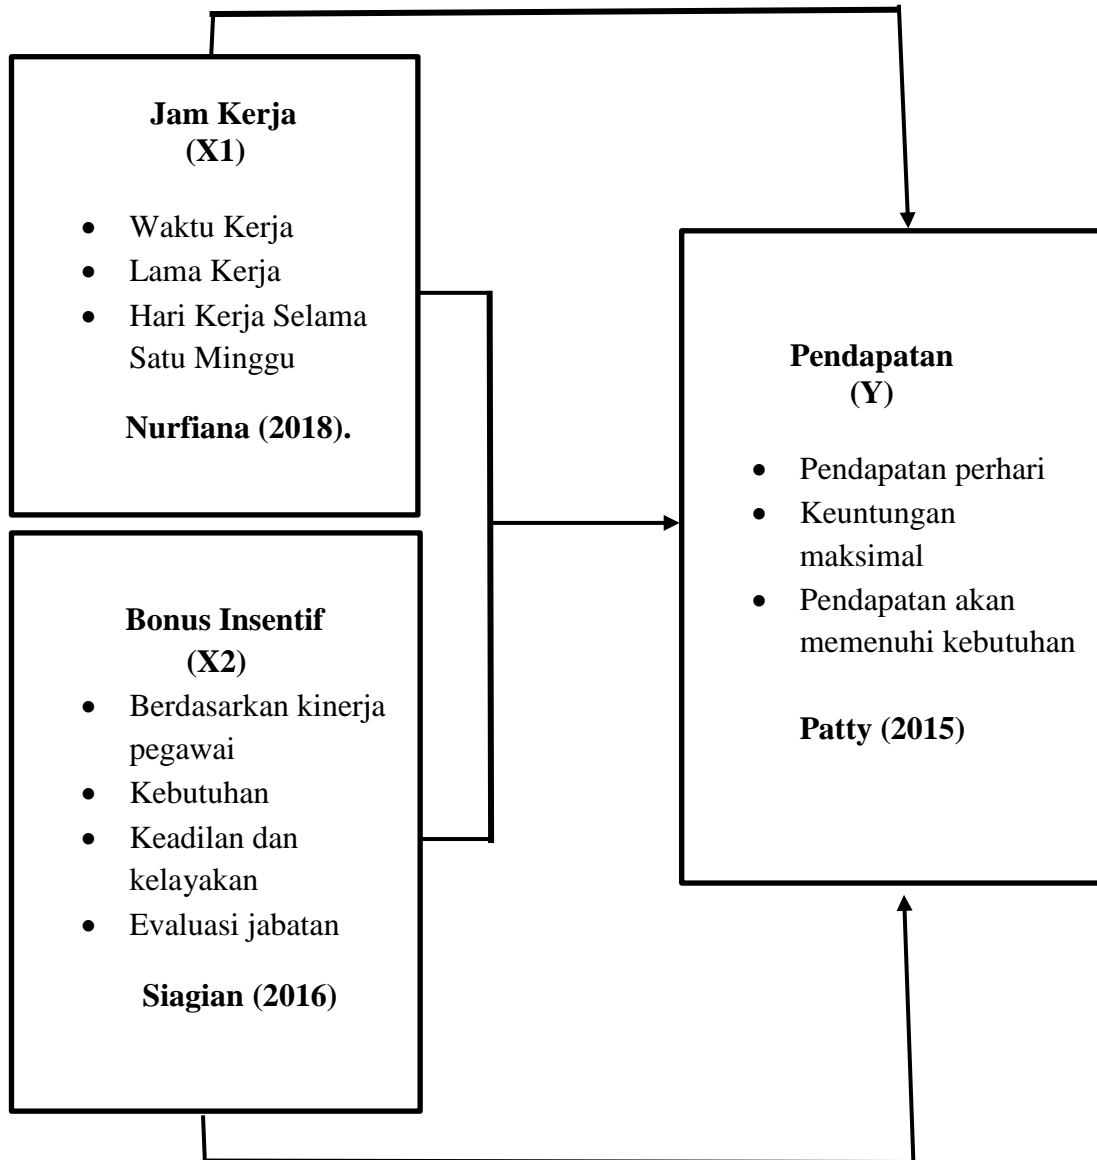 Jam Kerja
(X1)
• Waktu Kerja
• Lama Kerja
• Hari Kerja Selama
Satu Minggu
Nurfiana (2018).
Bonus Insentif
(X2)
• Berdasarkan kinerja
pegawai
• Kebutuhan
• Keadilan dan
kelayakan
• Evaluasi jabatan
Siagian (2016)
Pendapatan
(Y)
• Pendapatan perhari
• Keuntungan
maksimal
• Pendapatan akan
memenuhi kebutuhan
Patty (2015)